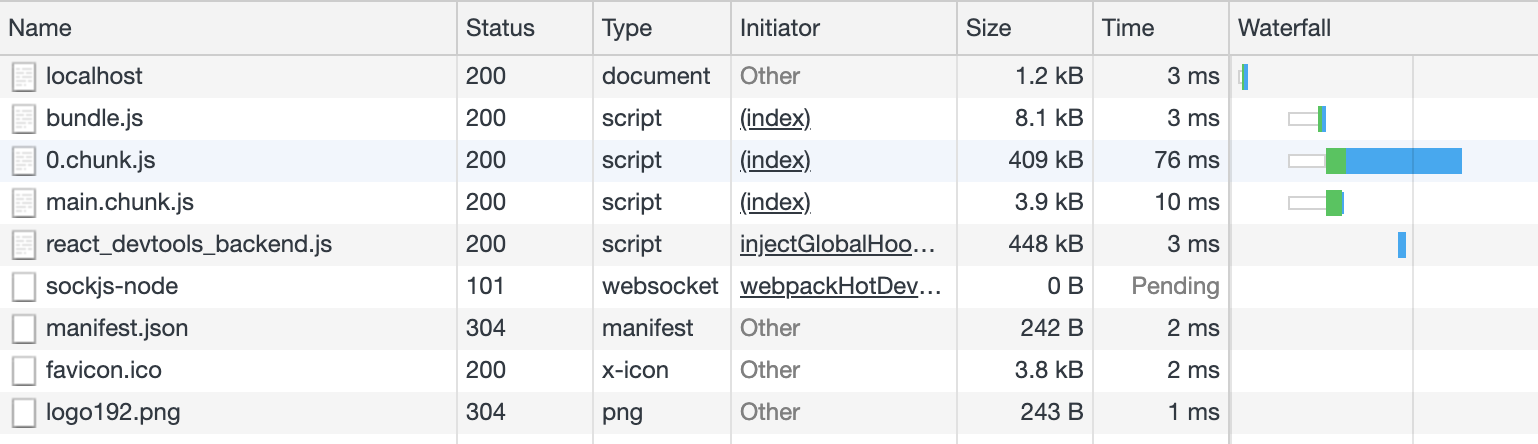 Name Status Type Initiator Size Time Waterfall
localhost 200 document Other 1.2 kB 3 ms
bundle.js 200 script (index) 8.1 kB 3 ms
0.chunk.js 200 script (index) 409 kB 76 ms
main.chunk.js 200 script (index) 3.9 kB 10 ms
react_devtools_backend.js 200 script injectGlobalHoo… 448 kB 3 ms
sockjs-node 101 websocket webpackHotDev… 0 B Pending
manifest.json 304 manifest Other 242 B 2 ms
favicon.ico 200 x-icon Other 3.8 kB 2 ms
logo192.png 304 png Other 243 B 1 ms